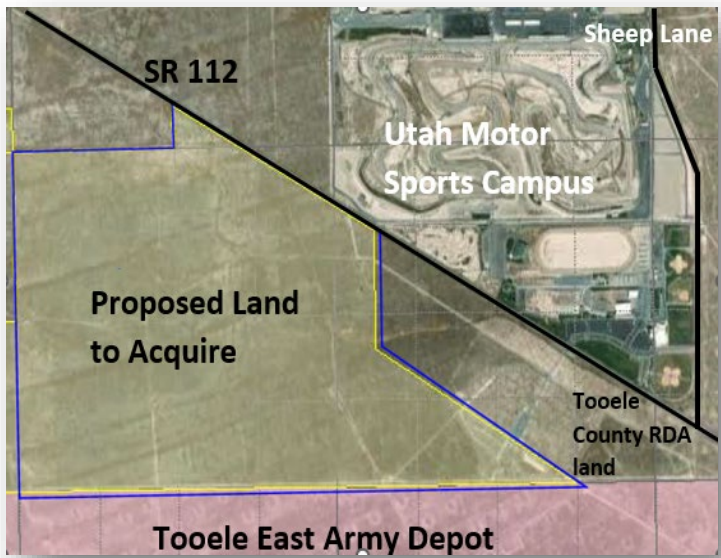 Sheep Lane
SR 112
Utah Motor
Sports Campus
Proposed Land
to Acquire
Tooele
County RDA
land
Tooele East Army Depot